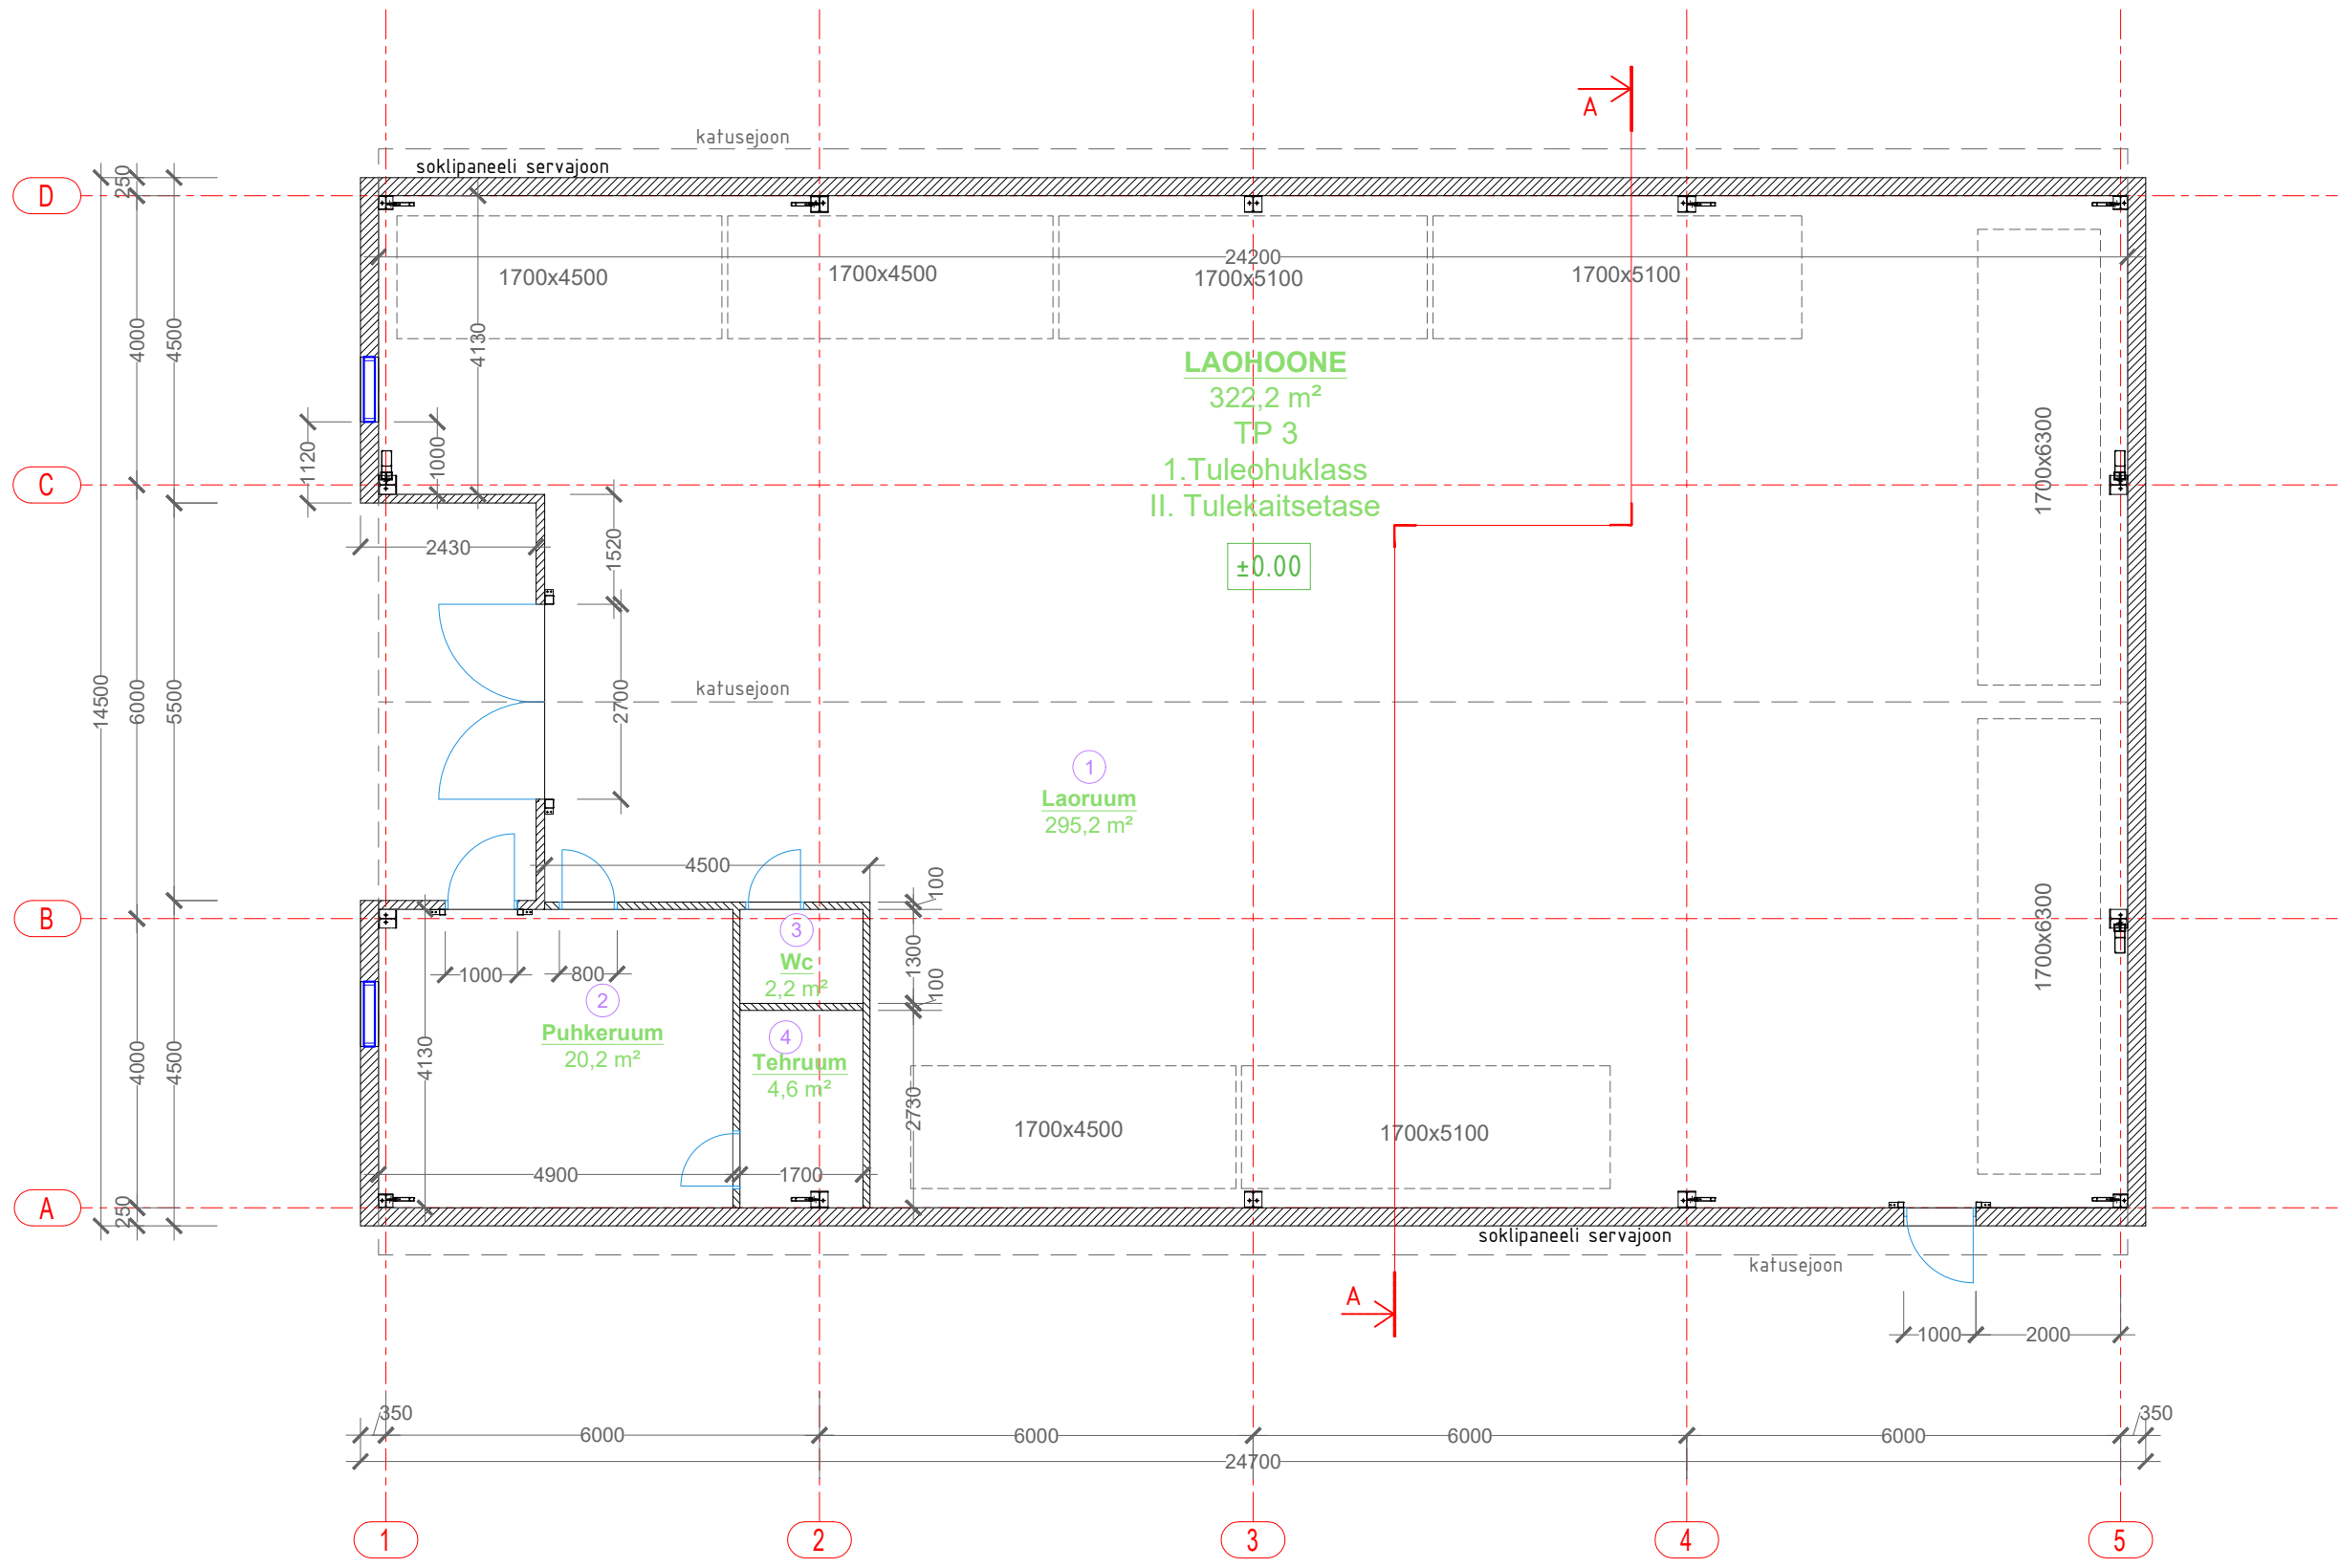 A
katusejoon
soklipaneeli servajoon
D
250
24200
1700x4500
1700x4500
1700x5100
1700x5100
4000
4500
4130
LAOHOONE
322,2 m²
TP 3
1.Tuleohuklass
II. Tulekaitsetase
±0.00
1700x6300
1120
1000
C
2430
1520
katusejoon
14500
6000
5500
2700
1
Laoruum
295,2 m²
4500
100
B
3
Wc
2,2 m²
1300
100
1000
800
2
Puhkeruum
20,2 m²
4
Tehruum
4,6 m²
1700x6300
4000
4500
4130
2730
1700x4500
1700x5100
4900
1700
A
250
soklipaneeli servajoon
katusejoon
A
1000
2000
350
6000
6000
6000
6000
350
24700
1
2
3
4
5